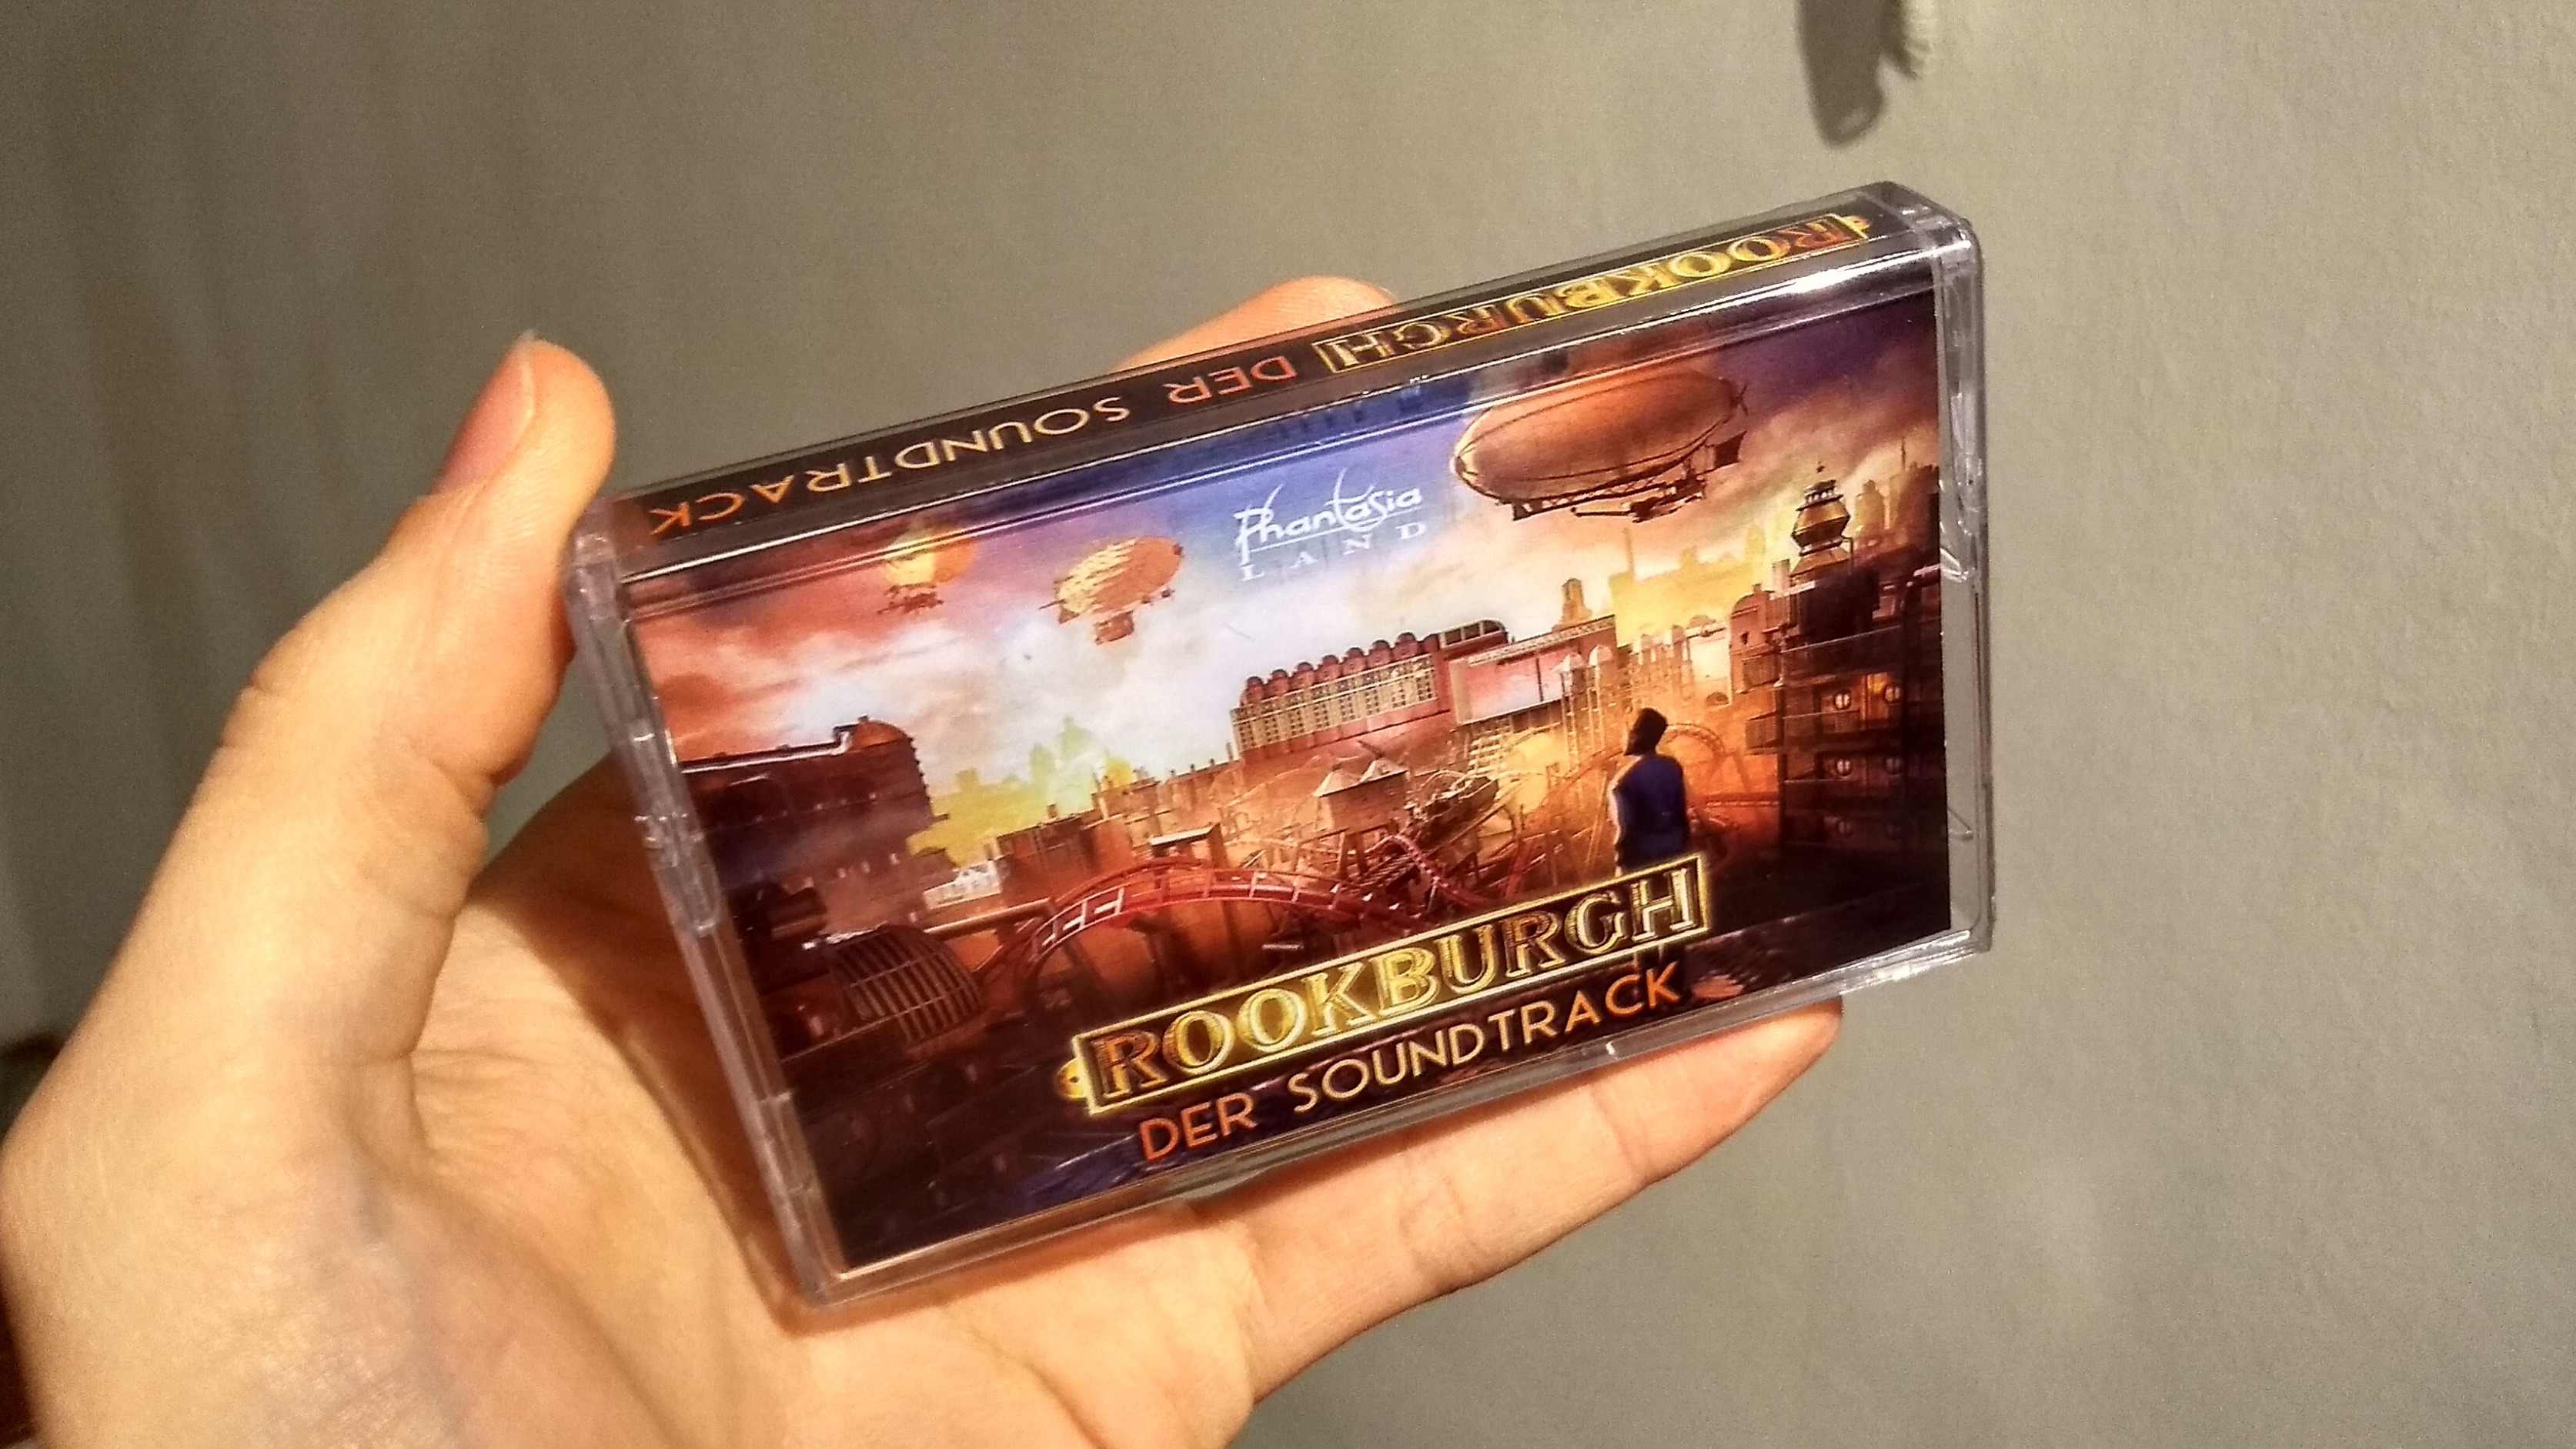 ROOKBURGH DER SOUNDTRACK
Phantasia
LAND
ROOKBURGH
DER SOUNDTRACK